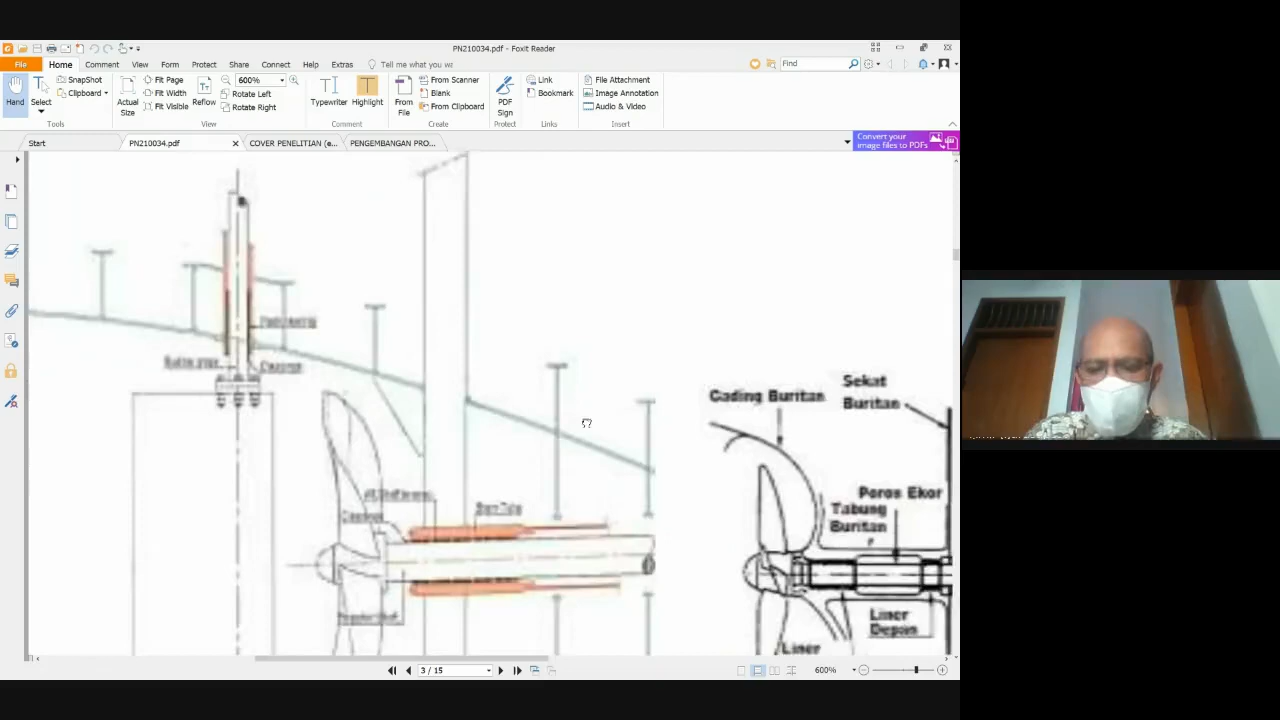 PN210034.pdf - Foxit Reader
File Home Comment View Form Protect Share Connect Help Extras Tell me what you w Find
SnapShot
Clipboard
Hand
Select
Actual
Size
Fit Page
Fit Width
Fit Visible
Reflow
600%
Rotate Left
Rotate Right
Typewriter
Highlight
From
File
From Scanner
Blank
From Clipboard
PDF
Sign
Link
Bookmark
File Attachment
Image Annotation
Audio & Video
Tools View Comment Create Protect Links Insert
Start PN210034.pdf COVER PENELITIAN (e... PENGEMBANGAN PRO...
Convert your
image files to PDFs
Gading Buritan
Sekat
Buritan
Stern Tube
Clearance
Poros Ekor
Tabung
Buritan
Liner
Depan
Liner
3 / 15
600%